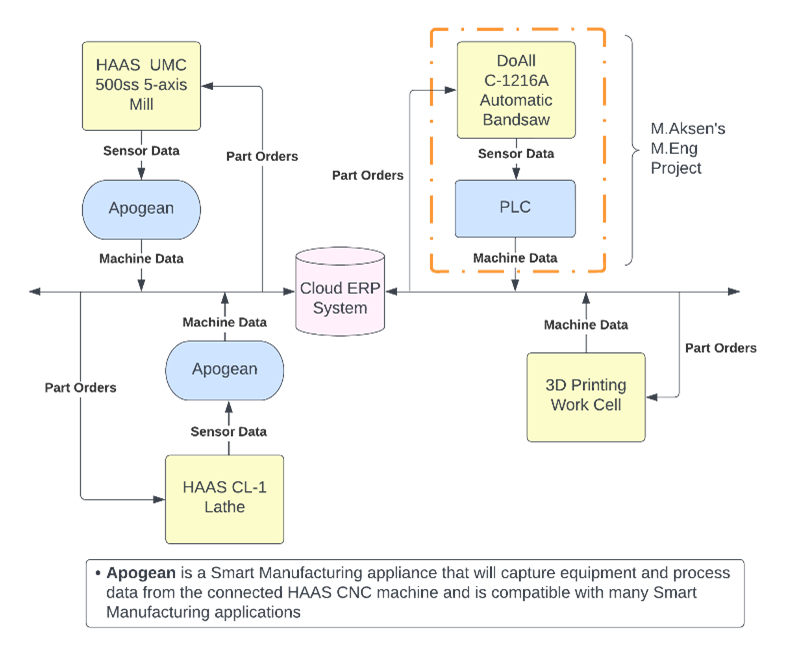 HAAS  UMC
500ss 5-axis
Mill
Sensor Data
Apogean
Machine Data
Part Orders
DoAll
C-1216A
Automatic
Bandsaw
Sensor Data
PLC
Machine Data
Part Orders
M.Aksen's
M.Eng
Project
Cloud ERP
System
Machine Data
Apogean
Sensor Data
HAAS CL-1
Lathe
Part Orders
Machine Data
3D Printing
Work Cell
Part Orders
• Apogean is a Smart Manufacturing appliance that will capture equipment and process
data from the connected HAAS CNC machine and is compatible with many Smart
Manufacturing applications